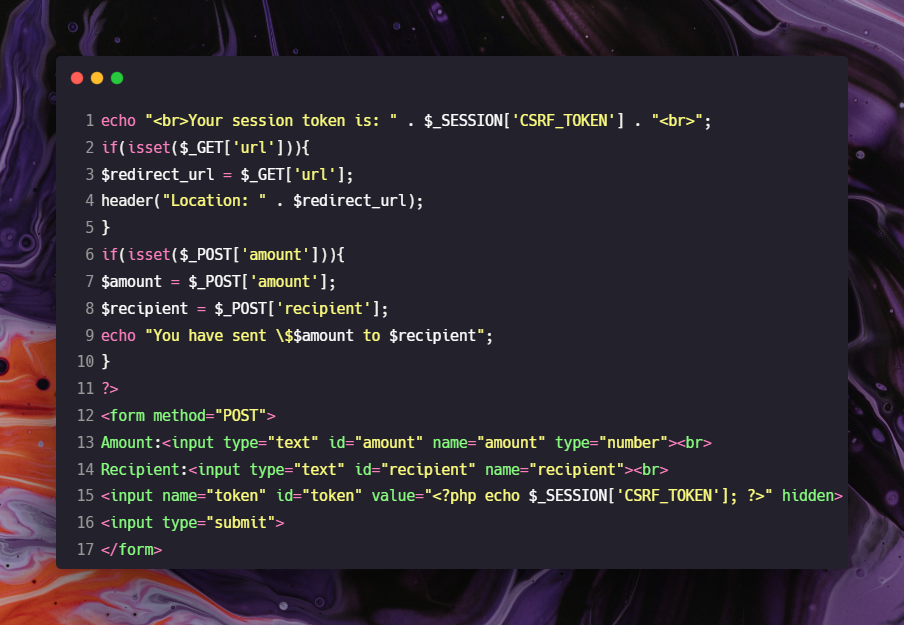 1 echo "<br>Your session token is: " . $_SESSION['CSRF_TOKEN'] . "<br>";
2 if(isset($_GET['url'])){
3 $redirect_url = $_GET['url'];
4 header("Location: " . $redirect_url);
5 }
6 if(isset($_POST['amount'])){
7 $amount = $_POST['amount'];
8 $recipient = $_POST['recipient'];
9 echo "You have sent \$$amount to $recipient";
10 }
11 ?>
12 <form method="POST">
13 Amount:<input type="text" id="amount" name="amount" type="number"><br>
14 Recipient:<input type="text" id="recipient" name="recipient"><br>
15 <input name="token" id="token" value="<?php echo $_SESSION['CSRF_TOKEN']; ?>" hidden>
16 <input type="submit">
17 </form>